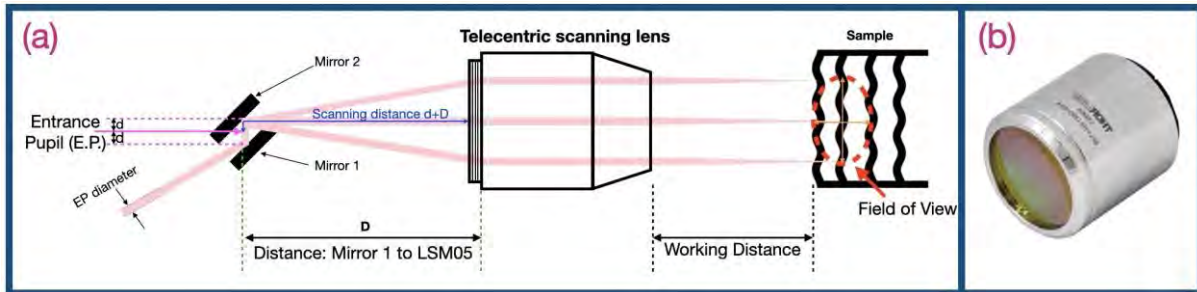 (a)
Telecentric scanning lens
Sample
Mirror 2
Entrance
Pupil (E.P.)
d
d
Scanning distance d+D
Mirror 1
EP diameter
D
Distance: Mirror 1 to LSM05
Working Distance
Field of View
(b)